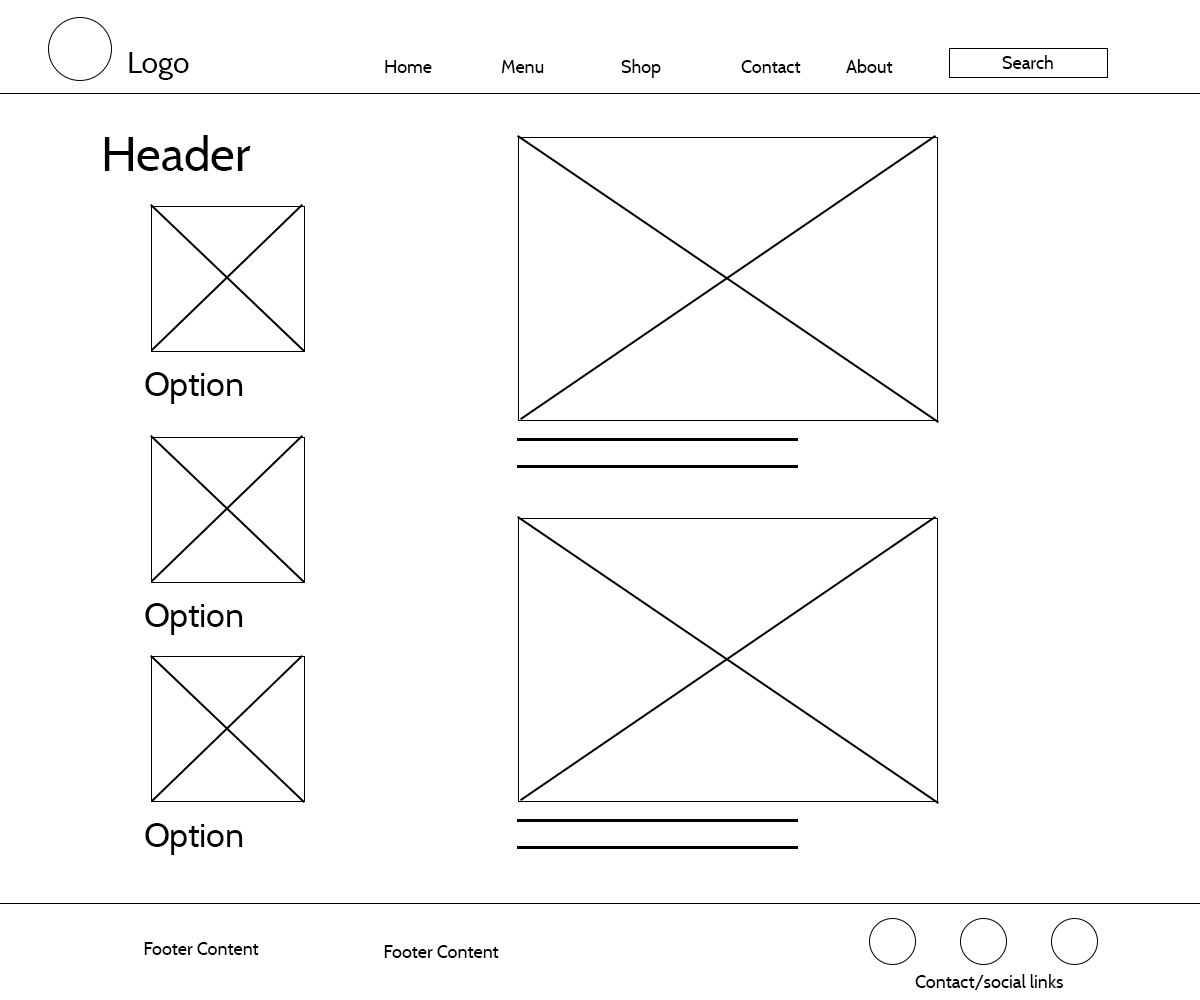 Logo
Home
Menu
Shop
Contact
About
Search
Header
Option
Option
Option
Footer Content
Footer Content
Contact/social links